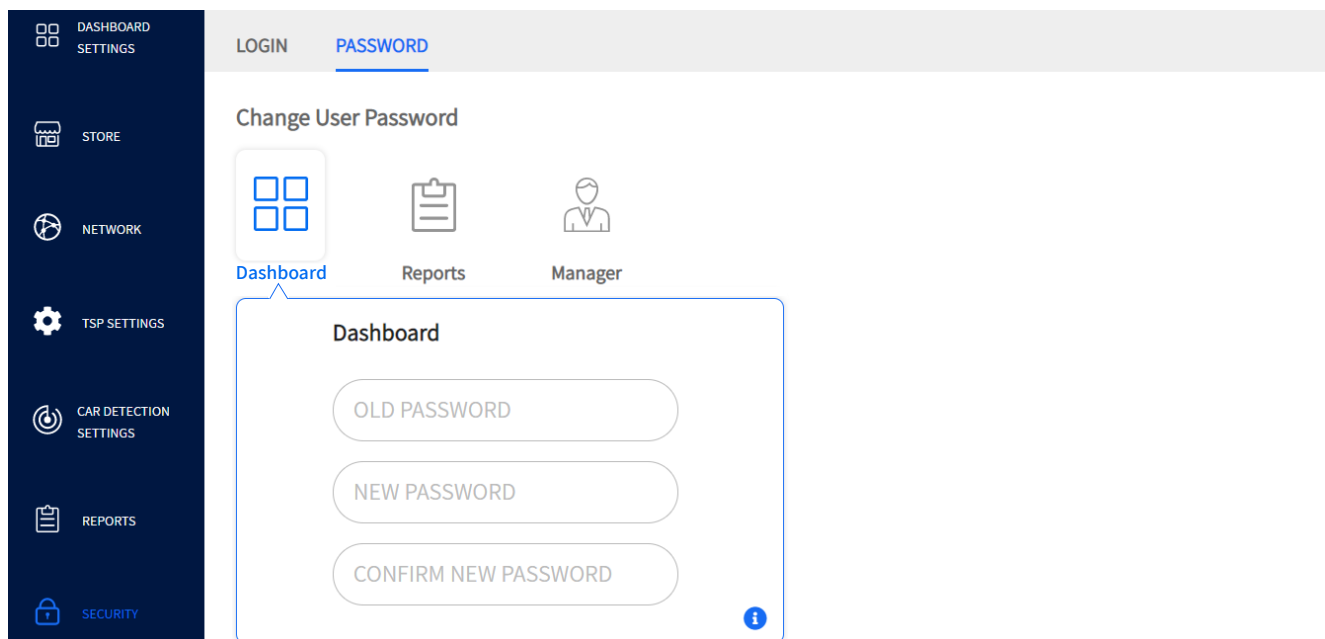 DASHBOARD
SETTINGS
STORE
NETWORK
TSP SETTINGS
CAR DETECTION
SETTINGS
REPORTS
SECURITY
LOGIN
PASSWORD
Change User Password
Dashboard
Reports
Manager
Dashboard
OLD PASSWORD
NEW PASSWORD
CONFIRM NEW PASSWORD
i